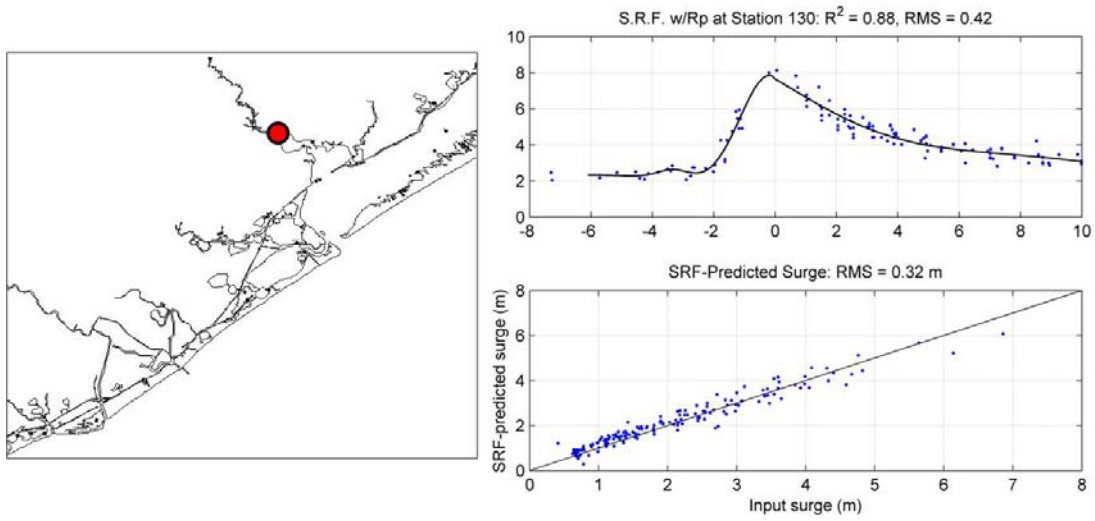 S.R.F. w/Rp at Station 130: R² = 0.88, RMS = 0.42
10
8
6
4
2
0
-8 -6 -4 -2 0 2 4 6 8 10
SRF-Predicted Surge: RMS = 0.32 m
SRF-predicted surge (m)
8
6
4
2
0
0 1 2 3 4 5 6 7 8
Input surge (m)